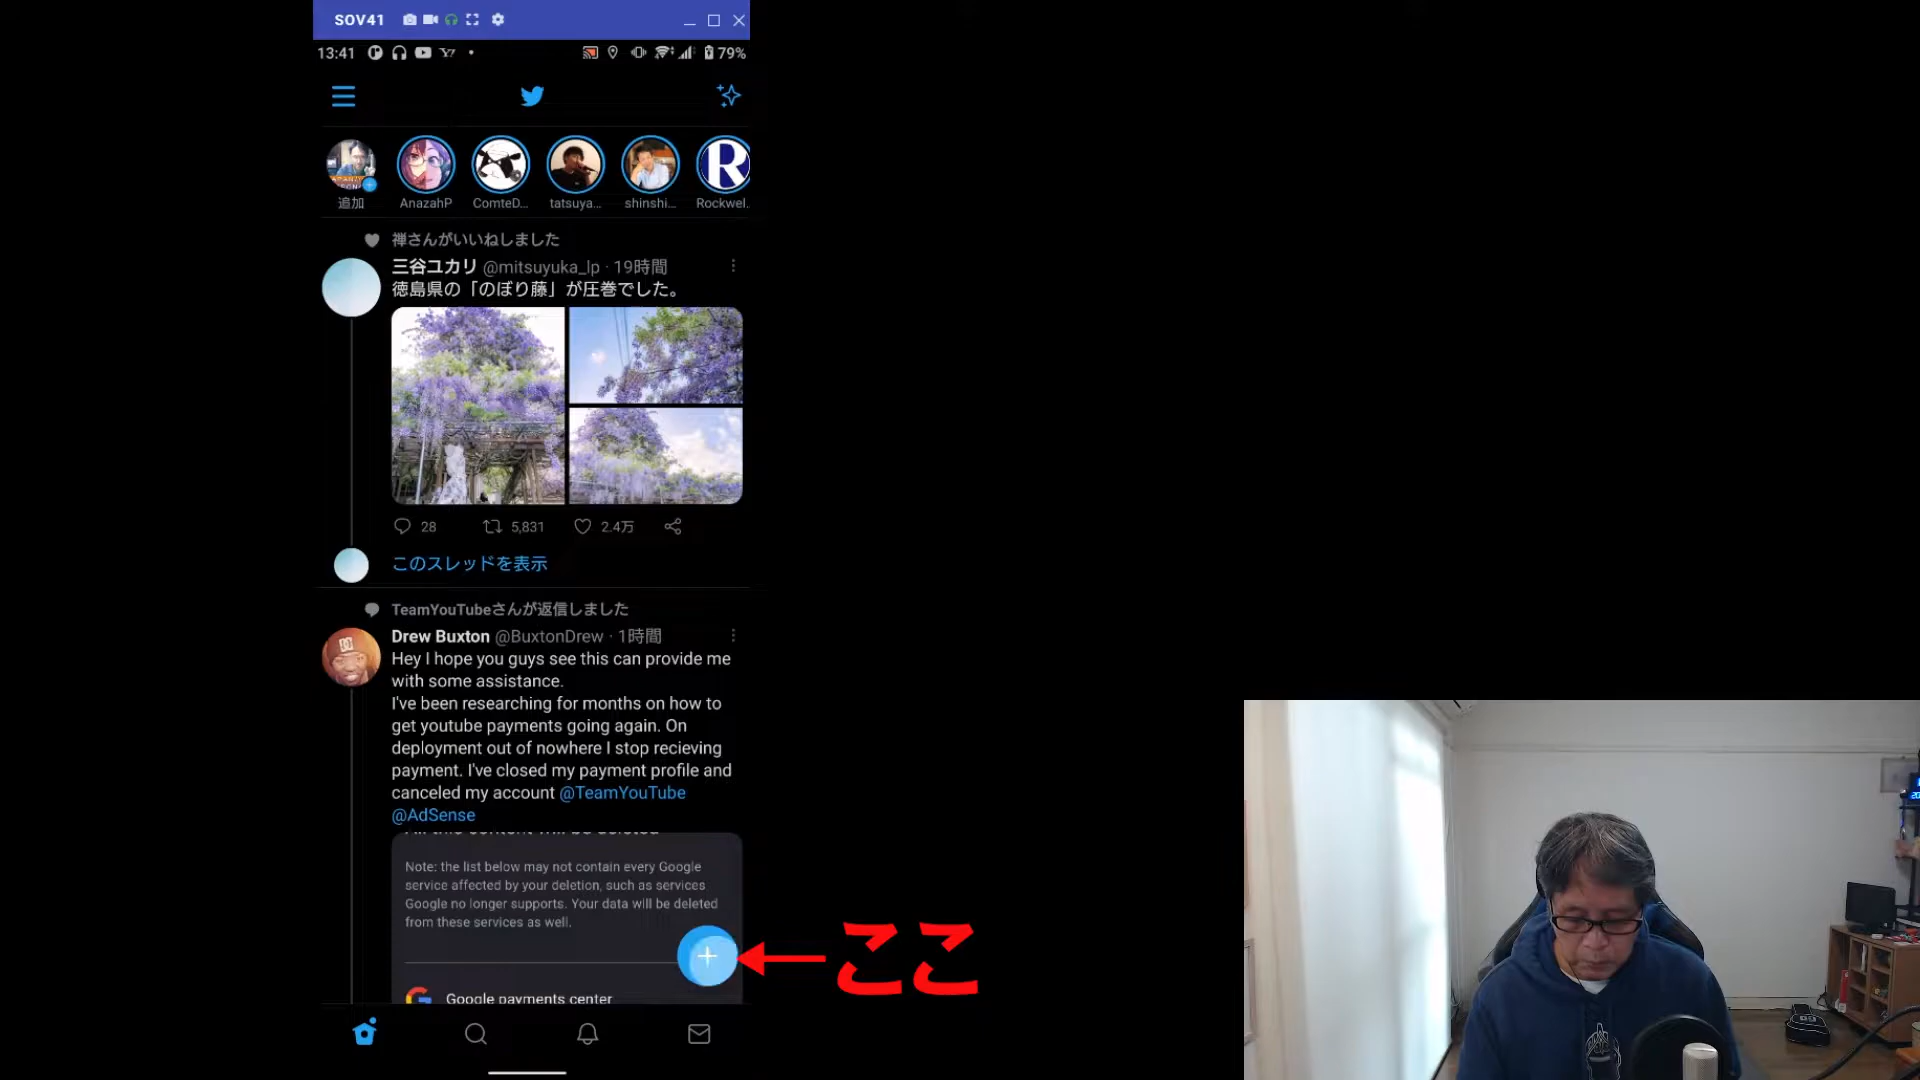 SOV41
13:41
79%
追加
AnazahP
ComteD...
tatsuya...
shinshi...
Rockwel..
禅さんがいいねしました
三谷ユカリ @mitsuyuka_lp · 19時間
徳島県の「のぼり藤」が圧巻でした。
28
5,831
2.4万
このスレッドを表示
TeamYouTubeさんが返信しました
Drew Buxton @BuxtonDrew · 1時間
Hey I hope you guys see this can provide me
with some assistance.
I've been researching for months on how to
get youtube payments going again. On
deployment out of nowhere I stop recieving
payment. I've closed my payment profile and
canceled my account @TeamYouTube
@AdSense
Note: the list below may not contain every Google
service affected by your deletion, such as services
Google no longer supports. Your data will be deleted
from these services as well.
ここ
Google payments center